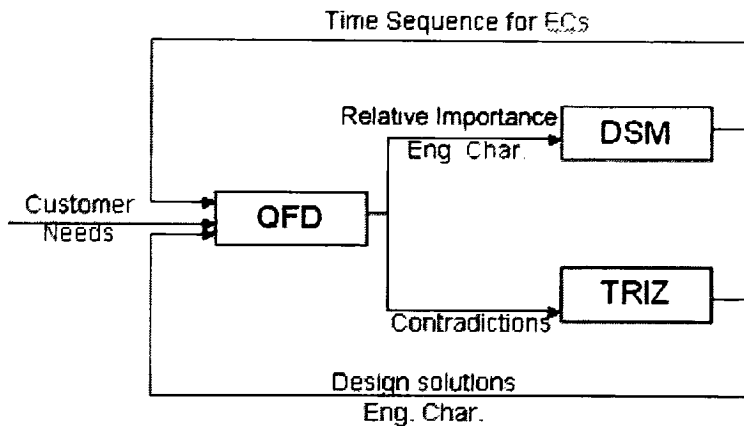 Time Sequence for ECs
Relative Importance
Eng. Char.
DSM
Customer
Needs
QFD
TRIZ
Contradictions
Design solutions
Eng. Char.